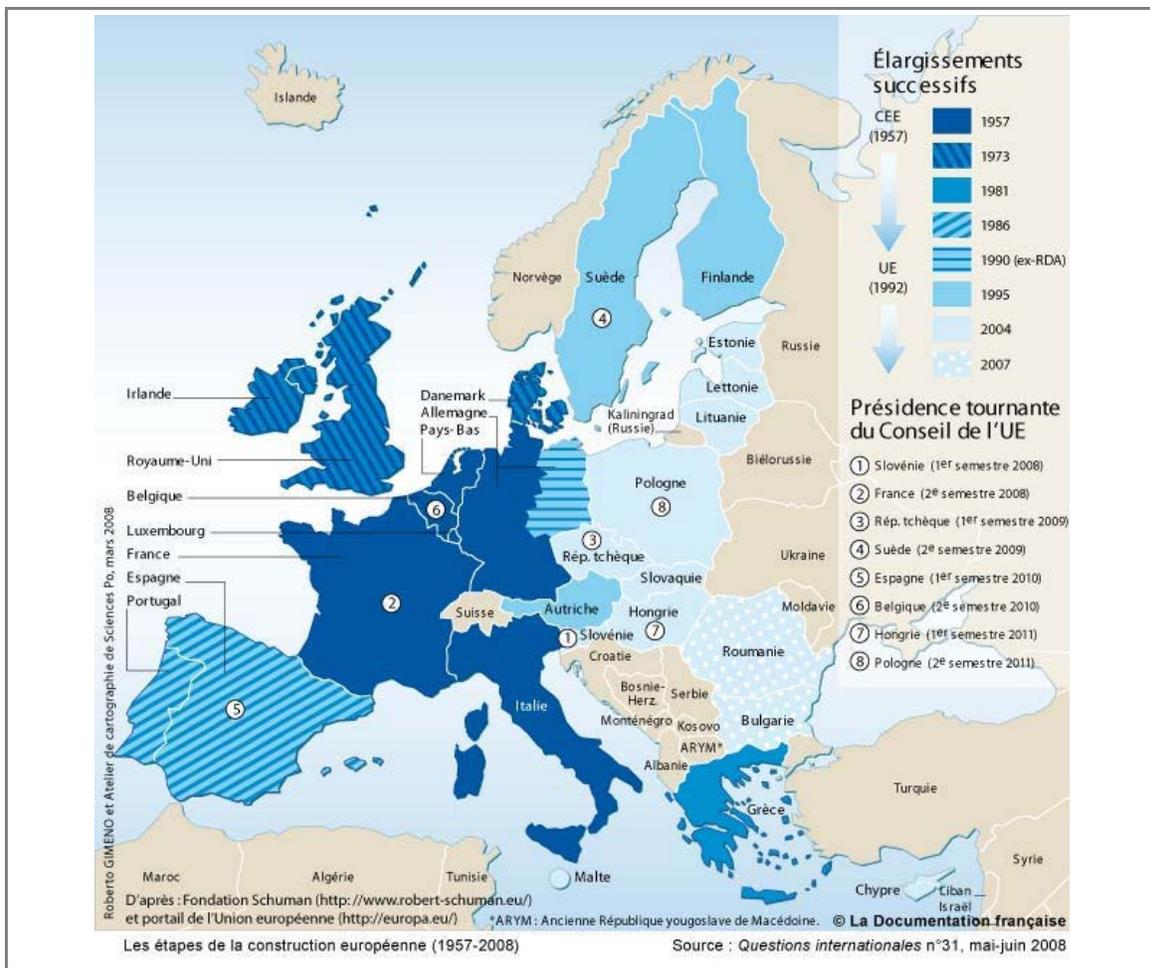 Élargissements
successifs
CEE
(1957)
UE
(1992)
1957
1973
1981
1986
1990 (ex-RDA)
1995
2004
2007
Présidence tournante
du Conseil de l'UE
1 Slovénie (1er semestre 2008)
2 France (2e semestre 2008)
3 Rép. tchèque (1er semestre 2009)
4 Suède (2e semestre 2009)
5 Espagne (1er semestre 2010)
6 Belgique (2e semestre 2010)
7 Hongrie (1er semestre 2011)
8 Pologne (2e semestre 2011)
Islande
Norvège
Suède
4
Finlande
Estonie
Russie
Lettonie
Lituanie
Kaliningrad
(Russie)
Biélorussie
Irlande
Danemark
Allemagne
Pays-Bas
Royaume-Uni
Belgique
6
Luxembourg
France
2
Espagne
Portugal
5
Pologne
8
3
Rép. tchèque
Ukraine
Slovaquie
Suisse
Autriche
Hongrie
7
Moldavie
1
Slovénie
Croatie
Roumanie
Italie
Bosnie-
Herz.
Serbie
Monténégro
Kosovo
Bulgarie
ARYM*
Albanie
Grèce
Turquie
Maroc
Algérie
Tunisie
Malte
Chypre
Syrie
Liban
Israël
Roberto GIMENO et Atelier de cartographie de Sciences Po, mars 2008
D'après : Fondation Schuman (http://www.robert-schuman.eu/)
et portail de l'Union européenne (http://europa.eu/)
*ARYM : Ancienne République yougoslave de Macédoine.
© La Documentation française
Les étapes de la construction européenne (1957-2008)
Source : Questions internationales n°31, mai-juin 2008